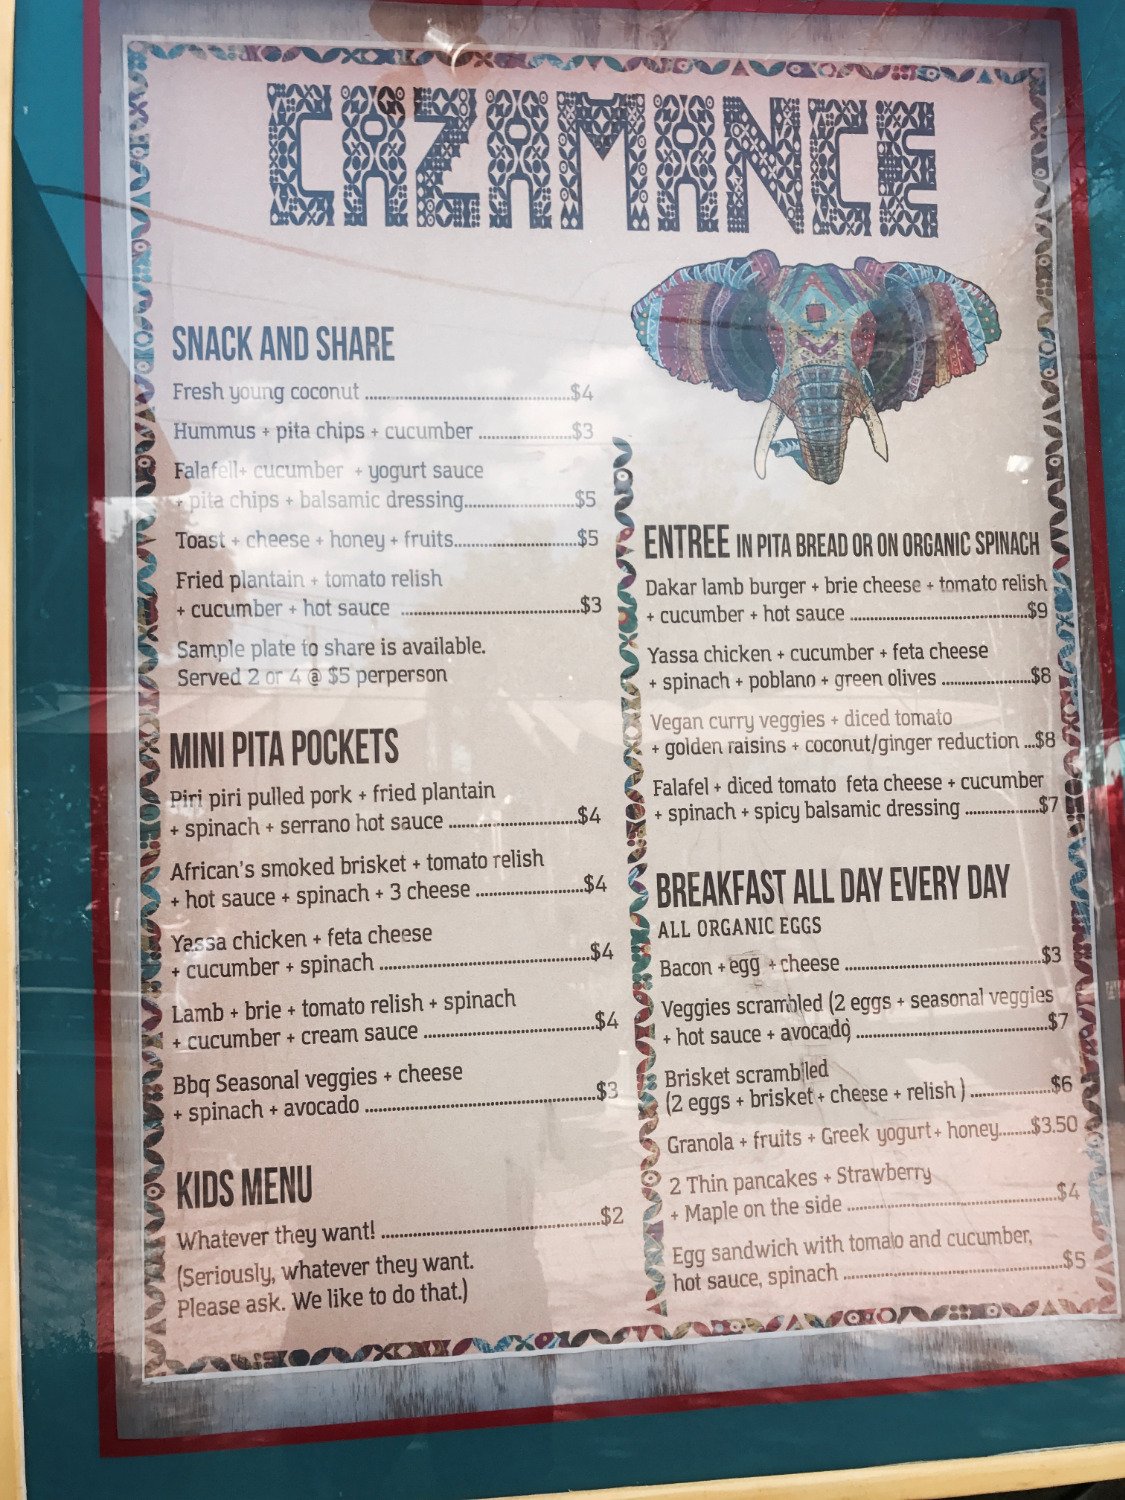 CAZAMANCE
SNACK AND SHARE
Fresh young coconut ........................ $4
Hummus + pita chips + cucumber ........................ $3
Falafell+ cucumber + yogurt sauce
+ pita chips + balsamic dressing........................ $5
Toast + cheese + honey + fruits........................ $5
Fried plantain + tomato relish
+ cucumber + hot sauce ........................ $3
Sample plate to share is available.
Served 2 or 4 @ $5 perperson
MINI PITA POCKETS
Piri piri pulled pork + fried plantain
+ spinach + serrano hot sauce ........................ $4
African's smoked brisket + tomato relish
+ hot sauce + spinach + 3 cheese ........................ $4
Yassa chicken + feta cheese
+ cucumber + spinach ........................ $4
Lamb + brie + tomato relish + spinach
+ cucumber + cream sauce ........................ $4
Bbq Seasonal veggies + cheese
+ spinach + avocado ........................ $3
KIDS MENU
Whatever they want! ........................ $2
(Seriously, whatever they want.
Please ask. We like to do that.)
ENTREE IN PITA BREAD OR ON ORGANIC SPINACH
Dakar lamb burger + brie cheese + tomato relish
+ cucumber + hot sauce ........................ $9
Yassa chicken + cucumber + feta cheese
+ spinach + poblano + green olives ........................ $8
Vegan curry veggies + diced tomato
+ golden raisins + coconut/ginger reduction ...$8
Falafel + diced tomato feta cheese + cucumber
+ spinach + spicy balsamic dressing ........................ $7
BREAKFAST ALL DAY EVERY DAY
ALL ORGANIC EGGS
Bacon + egg + cheese ........................ $3
Veggies scrambled (2 eggs + seasonal veggies
+ hot sauce + avocado ........................ $7
Brisket scrambled
(2 eggs + brisket + cheese + relish ) ........................ $6
Granola + fruits + Greek yogurt+ honey.......$3.50
2 Thin pancakes + Strawberry
+ Maple on the side ........................ $4
Egg sandwich with tomato and cucumber,
hot sauce, spinach ........................ $5